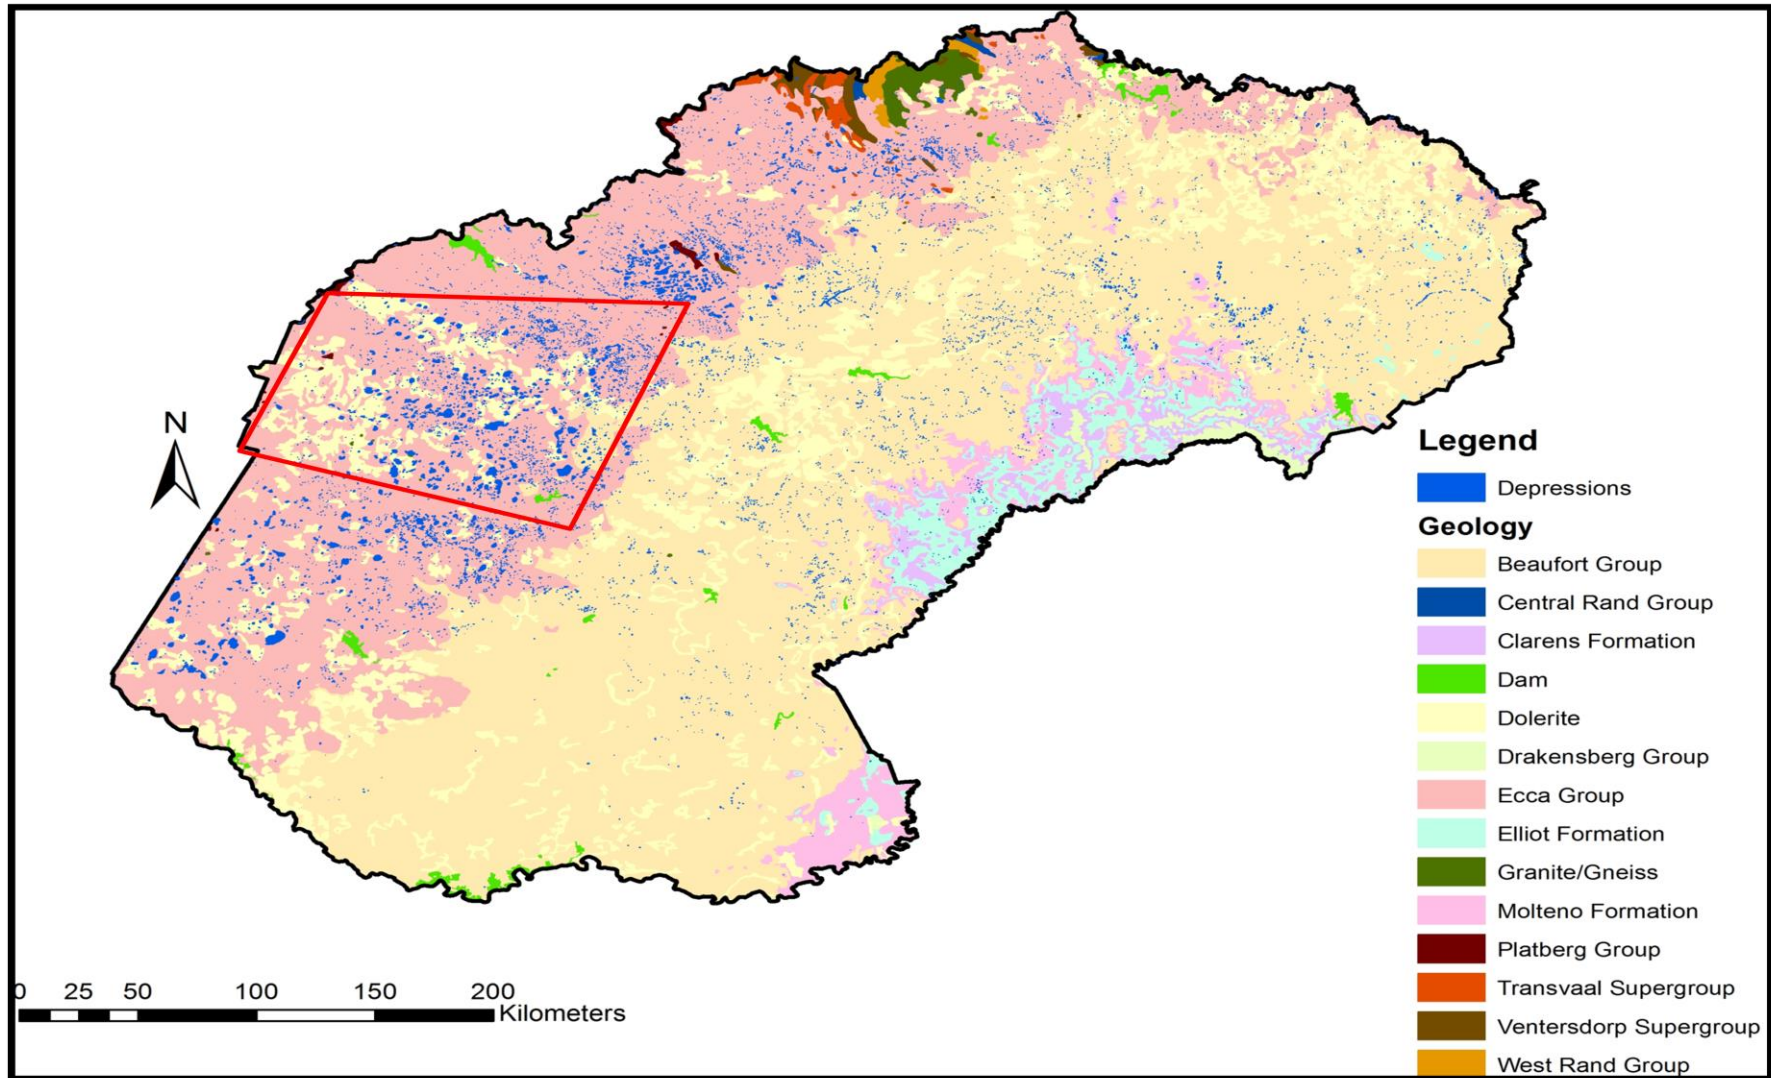 N
Legend
Depressions
Geology
Beaufort Group
Central Rand Group
Clarens Formation
Dam
Dolerite
Drakensberg Group
Ecca Group
Elliot Formation
Granite/Gneiss
Molteno Formation
Platberg Group
Transvaal Supergroup
Ventersdorp Supergroup
West Rand Group
0 25 50 100 150 200
Kilometers